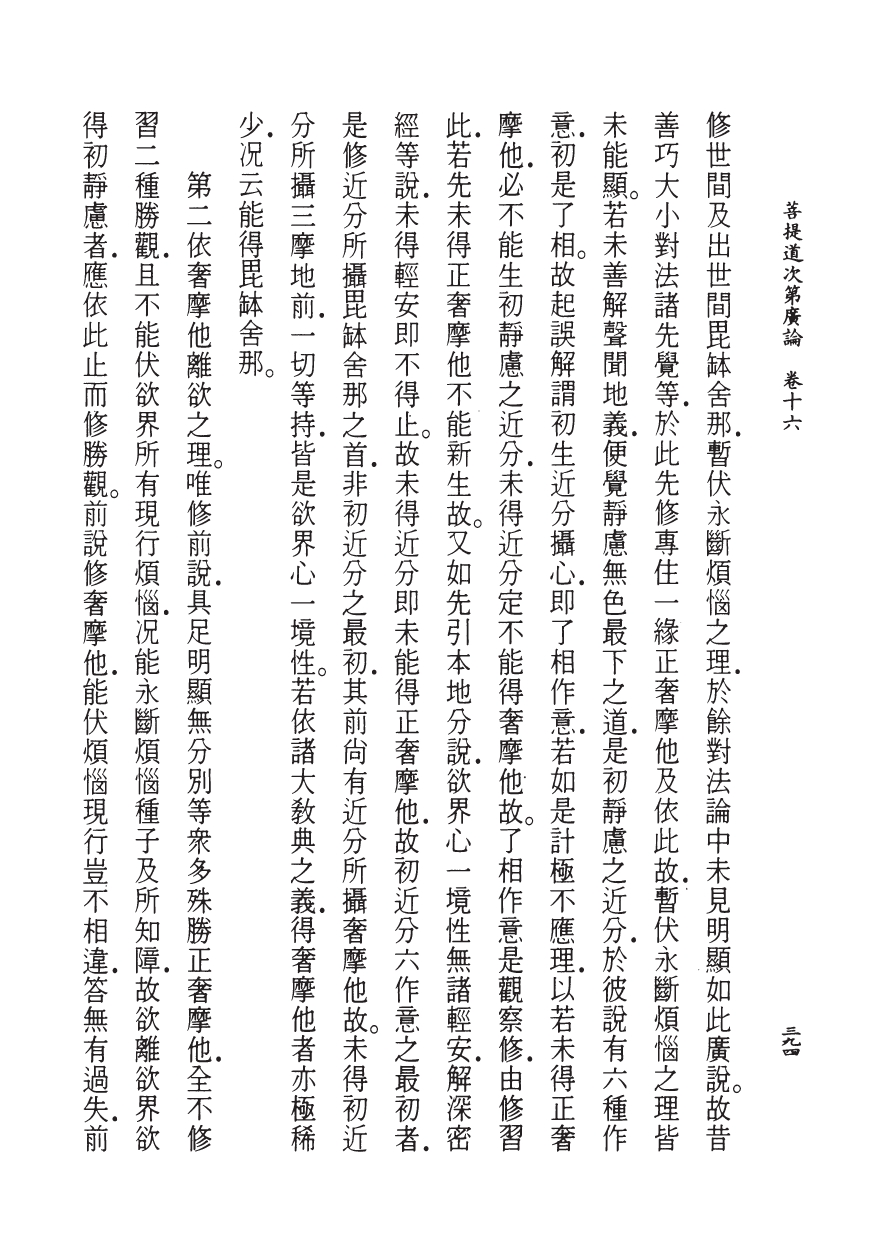 菩提道次第廣論　卷十六
三九四
修世間及出世間毘鉢舍那．暫伏永斷煩惱之理．於餘對法論中未見明顯如此廣說。故昔
善巧大小對法諸先覺等．於此先修專住一緣正奢摩他及依此故．暫伏永斷煩惱之理皆
未能顯。若未善解聲聞地義．便覺靜慮無色最下之道．是初靜慮之近分．於彼說有六種作
意．初是了相。故起誤解謂初生近分攝心．即了相作意．若如是計極不應理．以若未得正奢
摩他．必不能生初靜慮之近分．未得近分定不能得奢摩他故。了相作意是觀察修．由修習
此．若先未得正奢摩他不能新生故。又如先引本地分說．欲界心一境性無諸輕安．解深密
經等說．未得輕安即不得止。故未得近分即未能得正奢摩他．故初近分六作意之最初者．
是修近分所攝毘鉢舍那之首．非初近分之最初．其前尚有近分所攝奢摩他故。未得初近
分所攝三摩地前．一切等持．皆是欲界心一境性。若依諸大教典之義．得奢摩他者亦極稀
少．况云能得毘鉢舍那。
第二依奢摩他離欲之理。唯修前說．具足明顯無分別等衆多殊勝正奢摩他．全不修
習二種勝觀．且不能伏欲界所有現行煩惱．况能永斷煩惱種子及所知障．故欲離欲界欲
得初靜慮者．應依此止而修勝觀。前說修奢摩他．能伏煩惱現行豈不相違．答無有過失．前